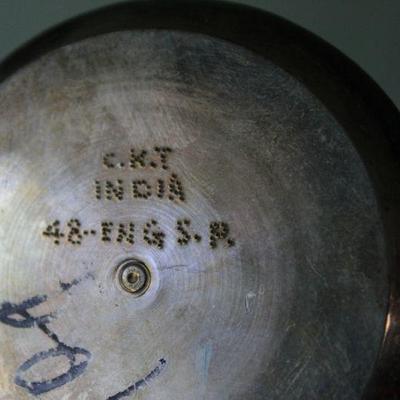 C.K.T
INDIA
48-ENG S.P.